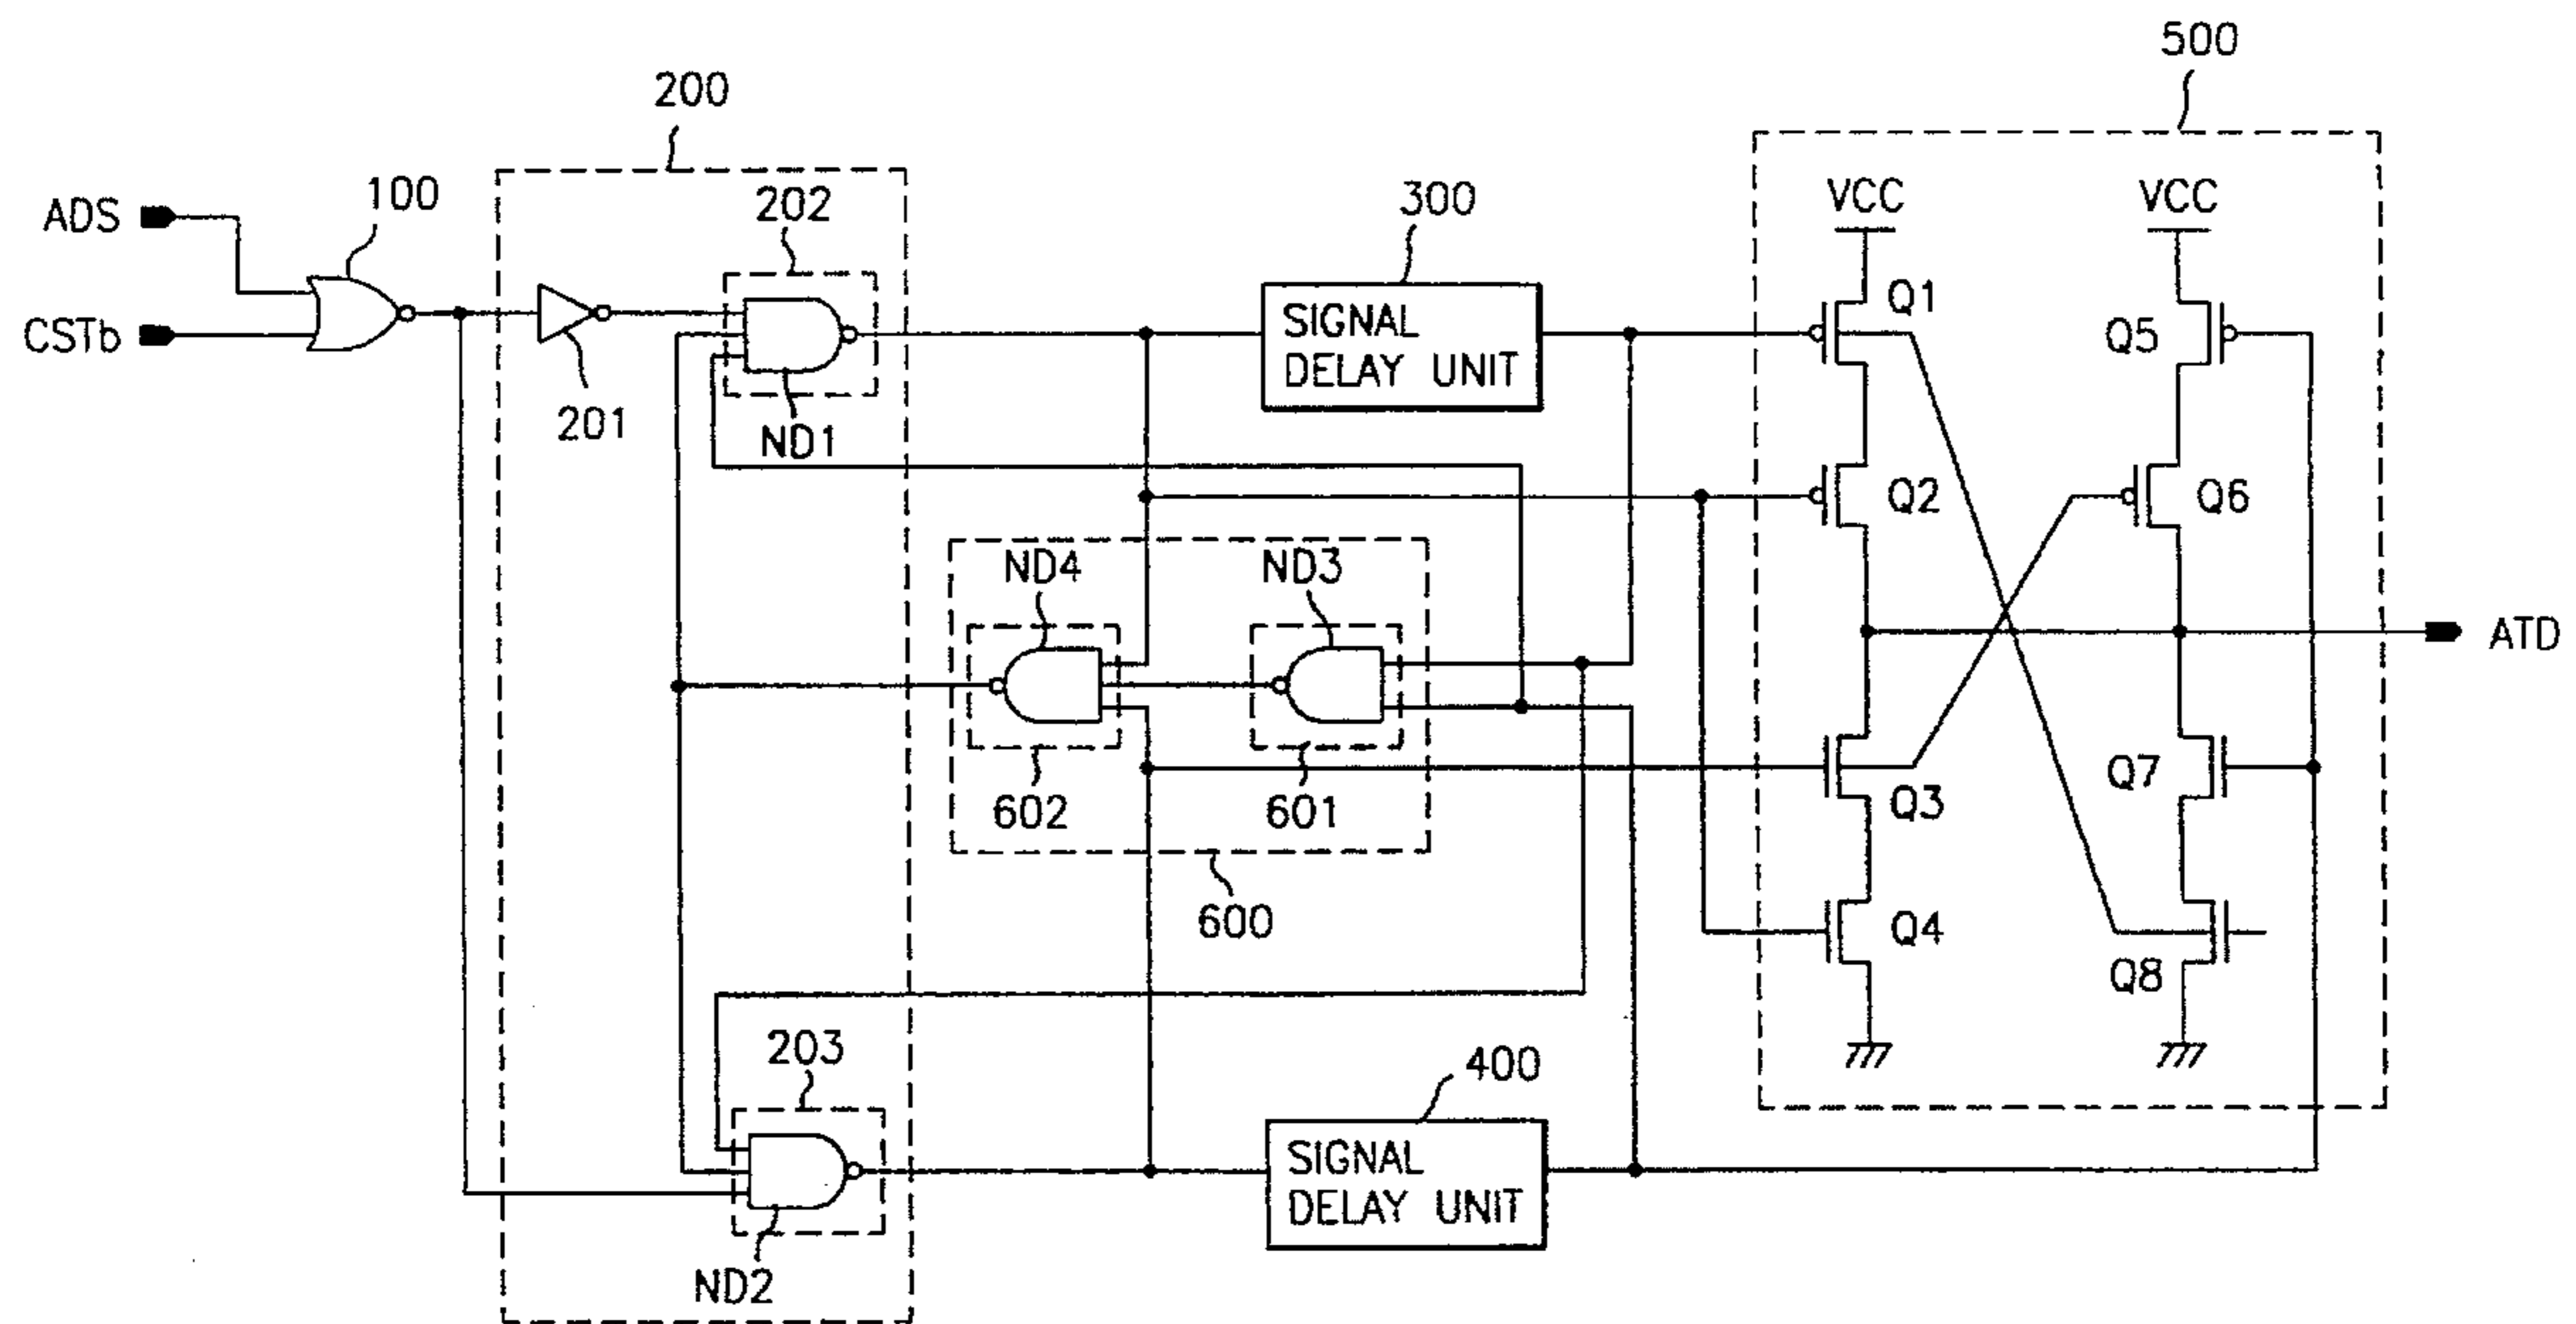 500
200
ADS
100
202
300
VCC
VCC
CSTb
201
ND1
SIGNAL
DELAY UNIT
Q1
Q5
Q2
Q6
ND4
ND3
ATD
602
601
Q3
Q7
600
Q4
Q8
203
400
SIGNAL
DELAY UNIT
ND2